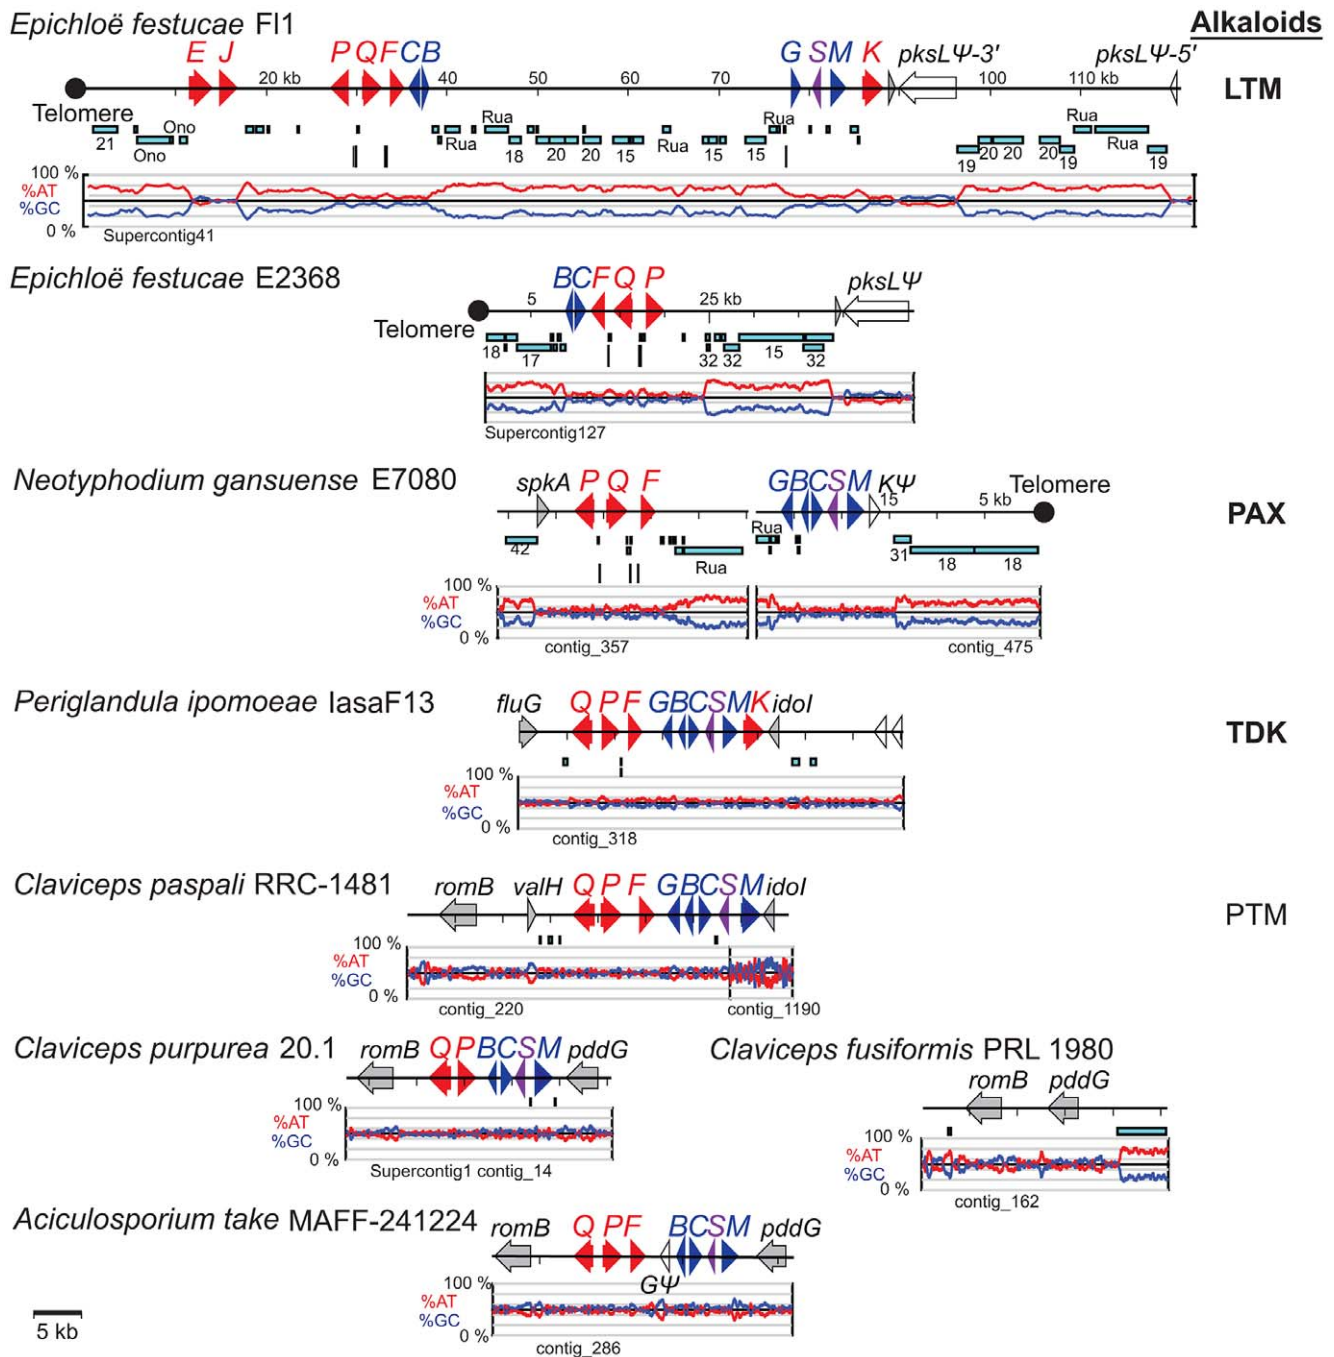 Epichloë festucae Fl1
Alkaloids
E J P Q F C B G S M K pkslΨ-3' pkslΨ-5'
20 kb 40 50 60 70 100 110 kb
LTM
Telomere
Ono Rua Rua Rua
21 Ono Rua 18 20 20 15 Rua 15 15 19 20 20 20 19 Rua 19
100 %
%AT
%GC
0 %
Supercontig41
Epichloë festucae E2368
B C F Q P pksLΨ
5 25 kb
Telomere
18 17 32 32 15 32
Supercontig127
Neotyphodium gansuense E7080
spkA P Q F G B C S M KΨ
15 5 kb Telomere
PAX
42 Rua Rua 31 18 18
100 %
%AT
%GC
0 %
contig_357 contig_475
Periglandula ipomoeae IasaF13
fluG Q P F G B C S M K idoI
TDK
100 %
%AT
%GC
0 %
contig_318
Claviceps paspali RRC-1481
romB valH Q P F G B C S M idoI
PTM
100 %
%AT
%GC
0 %
contig_220 contig_1190
Claviceps purpurea 20.1
romB Q P B C S M pddG
100 %
%AT
%GC
0 %
Supercontig1 contig_14
Claviceps fusiformis PRL 1980
romB pddG
100 %
%AT
%GC
0 %
contig_162
Aciculosporium take MAFF-241224
romB Q P F B C S M pddG
GΨ
100 %
%AT
%GC
0 %
contig_286
5 kb